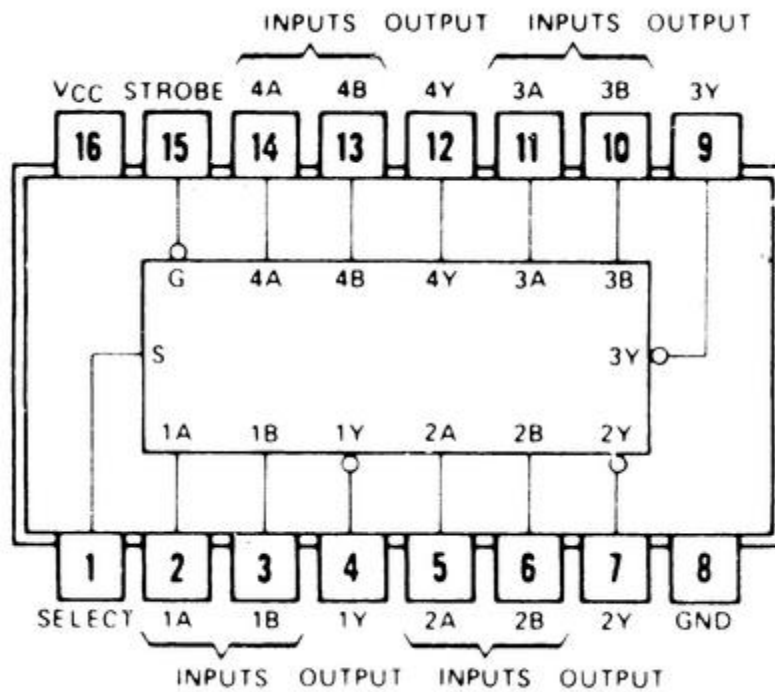 INPUTS OUTPUT INPUTS OUTPUT
VCC STROBE 4A 4B 4Y 3A 3B 3Y
16 15 14 13 12 11 10 9
G 4A 4B 4Y 3A 3B
S 3Y
1A 1B 1Y 2A 2B 2Y
1 2 3 4 5 6 7 8
SELECT 1A 1B 1Y 2A 2B 2Y GND
INPUTS OUTPUT INPUTS OUTPUT